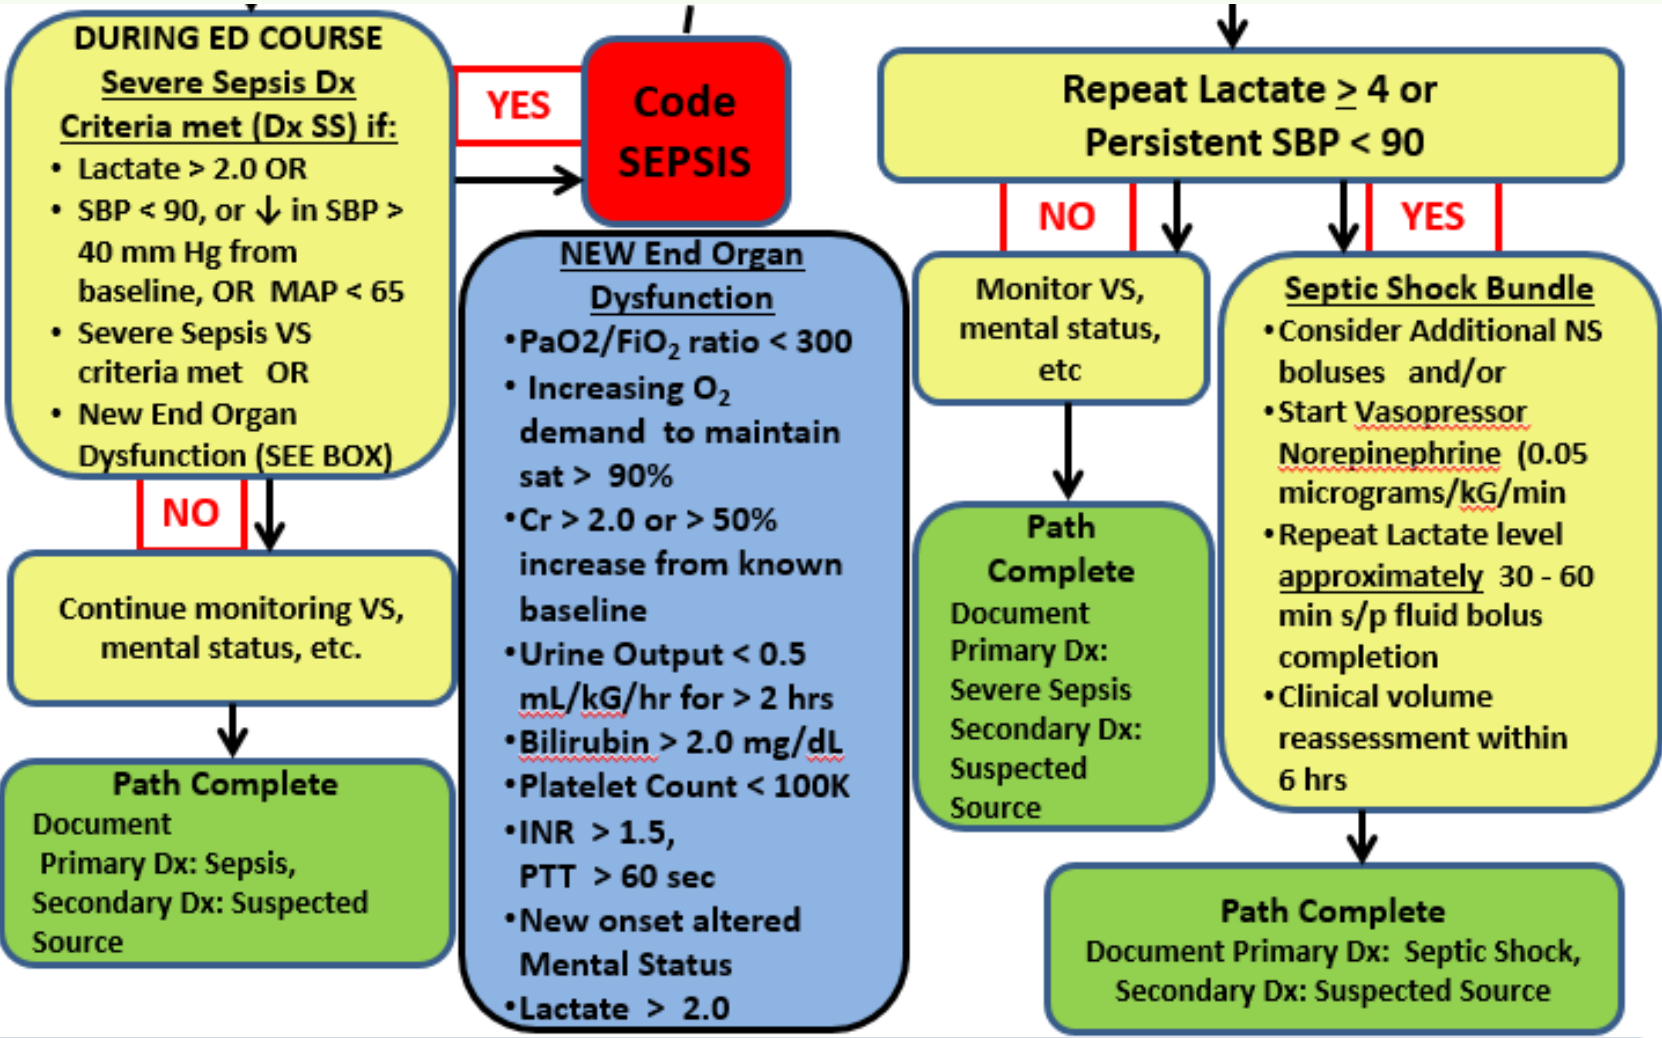 DURING ED COURSE
Severe Sepsis Dx
Criteria met (Dx SS) if:
• Lactate > 2.0 OR
• SBP < 90, or ↓ in SBP >
40 mm Hg from
baseline, OR MAP < 65
• Severe Sepsis VS
criteria met OR
• New End Organ
Dysfunction (SEE BOX)
YES
Code
SEPSIS
NO
Continue monitoring VS,
mental status, etc.
Path Complete
Document
Primary Dx: Sepsis,
Secondary Dx: Suspected
Source
NEW End Organ
Dysfunction
•PaO2/FiO₂ ratio < 300
• Increasing O₂
demand to maintain
sat > 90%
•Cr > 2.0 or > 50%
increase from known
baseline
•Urine Output < 0.5
mL/kG/hr for > 2 hrs
•Bilirubin > 2.0 mg/dL
•Platelet Count < 100K
•INR > 1.5,
PTT > 60 sec
•New onset altered
Mental Status
•Lactate > 2.0
Repeat Lactate ≥ 4 or
Persistent SBP < 90
NO
YES
Monitor VS,
mental status,
etc
Path
Complete
Document
Primary Dx:
Severe Sepsis
Secondary Dx:
Suspected
Source
Septic Shock Bundle
•Consider Additional NS
boluses and/or
•Start Vasopressor
Norepinephrine (0.05
micrograms/kG/min
•Repeat Lactate level
approximately 30 - 60
min s/p fluid bolus
completion
•Clinical volume
reassessment within
6 hrs
Path Complete
Document Primary Dx: Septic Shock,
Secondary Dx: Suspected Source